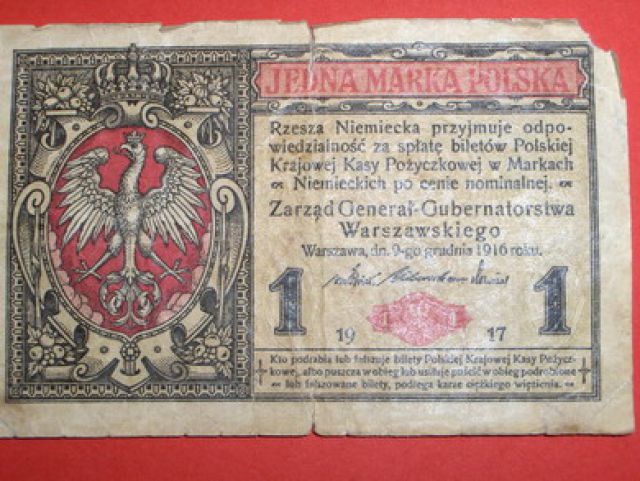 JEDNA MARKA POLSKA
Rzesza Niemiecka przyjmuje odpo-
wiedzialność za spłatę biletów Polskiej
Krajowej Kasy Pożyczkowej w Markach
Niemieckich po cenie nominalnej.
Zarząd Generał-Gubernatorstwa
Warszawskiego
Warszawa, dn. 9-go grudnia 1916 roku.
1 1
19 17
Kto podrabia lub fałszuje bilety Polskiej Krajowej Kasy Pożycz-
kowej, albo puszcza w obieg lub usiłuje puścić w obieg podrobione
lub fałszowane bilety, podlega karze ciężkiego więzienia.